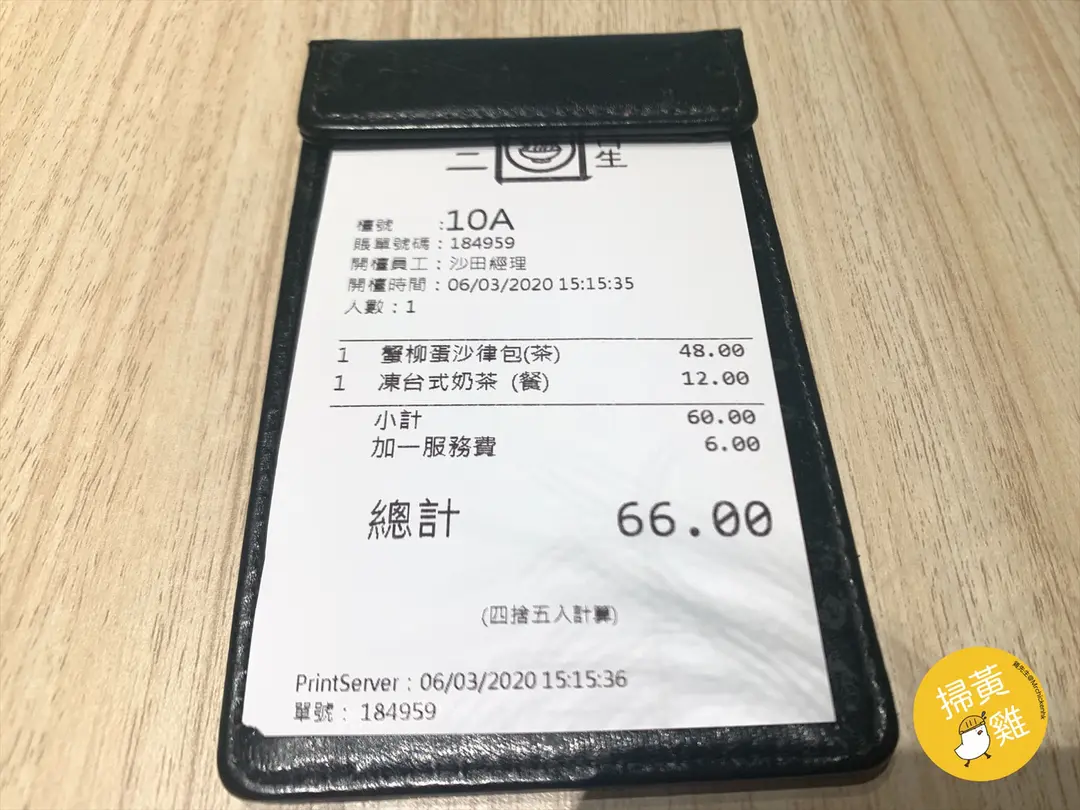 二 生
檯號 :10A
賬單號碼：184959
開檯員工：沙田經理
開檯時間：06/03/2020 15:15:35
人數：1
1 蟹柳蛋沙律包(茶) 48.00
1 凍台式奶茶 (餐) 12.00
小計 60.00
加一服務費 6.00
總計 66.00
(四捨五入計算)
PrintServer : 06/03/2020 15:15:36
單號： 184959
掃黃雞
雞先生@Mrchickenhk